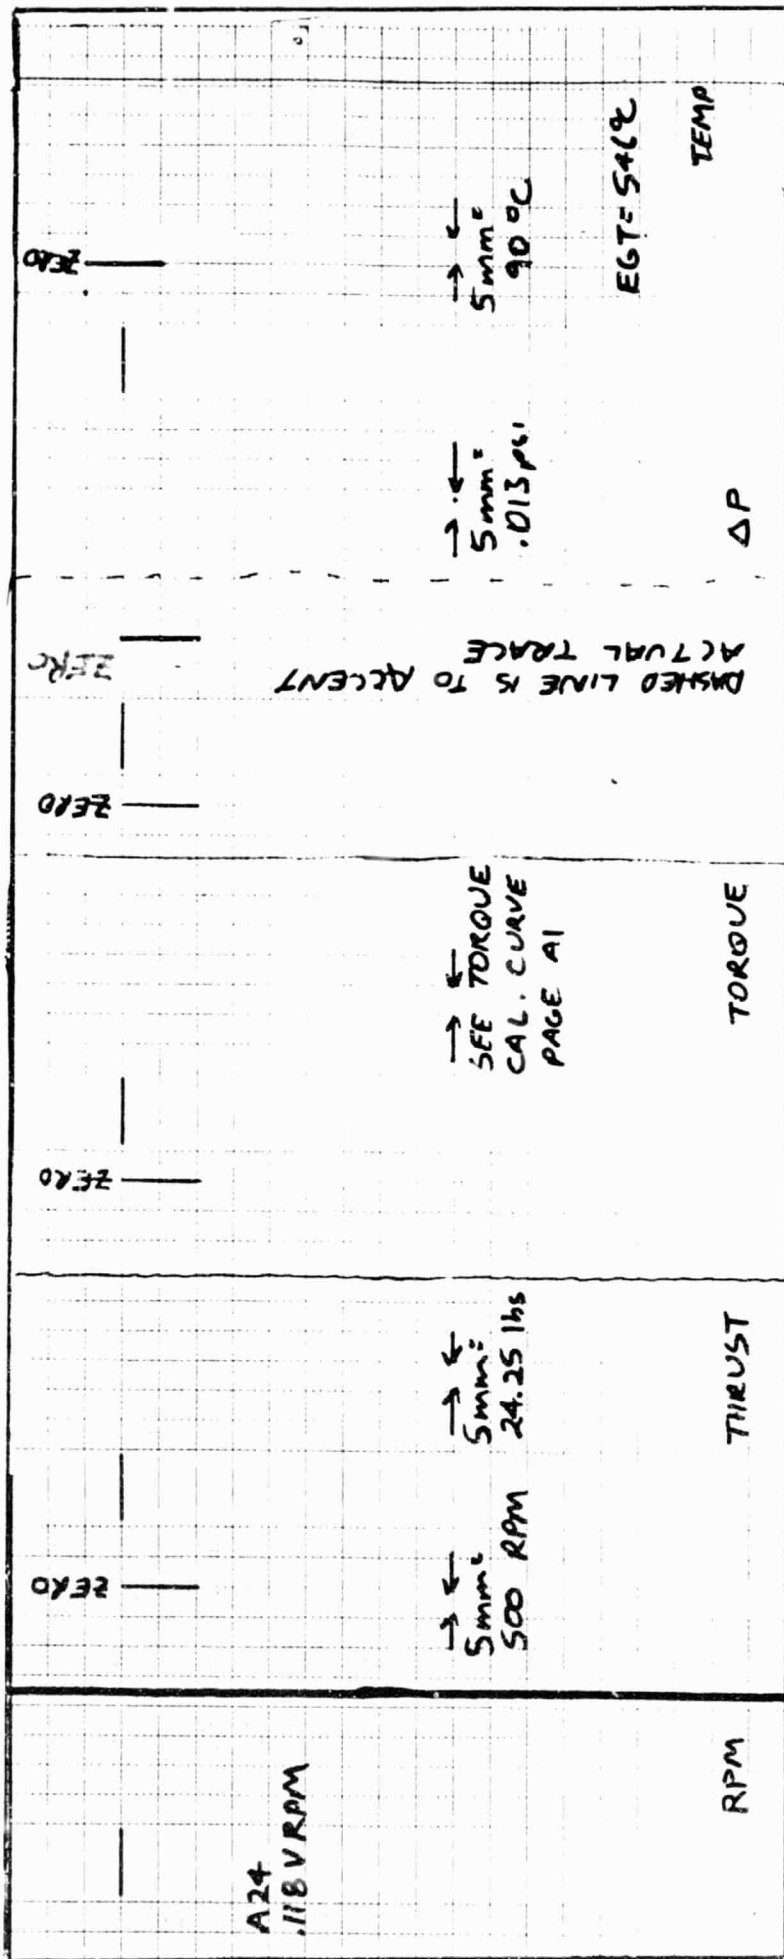 ZERO
5mm=
90°C
EGT=546°C
TEMP
5mm=
.013 psi
ΔP
ZERO
DASHED LINE IS TO ACCENT
ACTUAL TRACE
ZERO
SEE TORQUE
CAL. CURVE
PAGE A1
TORQUE
ZERO
5mm=
24.25 lbs
THRUST
ZERO
5mm=
500 RPM
A24
.118 V RPM
RPM